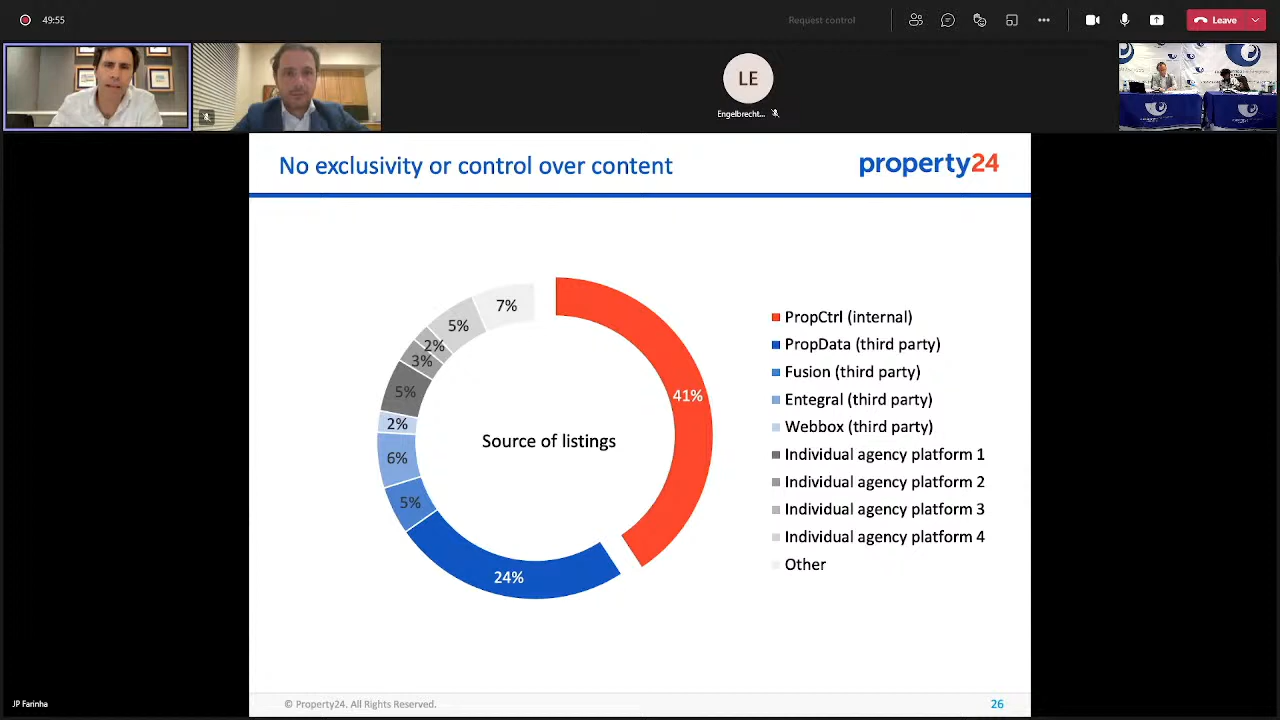 49:55
Request control
Leave
LE
Engelbrecht...
No exclusivity or control over content
property24
7%
5%
2%
3%
5%
2%
6%
5%
24%
41%
Source of listings
PropCtrl (internal)
PropData (third party)
Fusion (third party)
Entegral (third party)
Webbox (third party)
Individual agency platform 1
Individual agency platform 2
Individual agency platform 3
Individual agency platform 4
Other
© Property24. All Rights Reserved.
26
JP Farinha